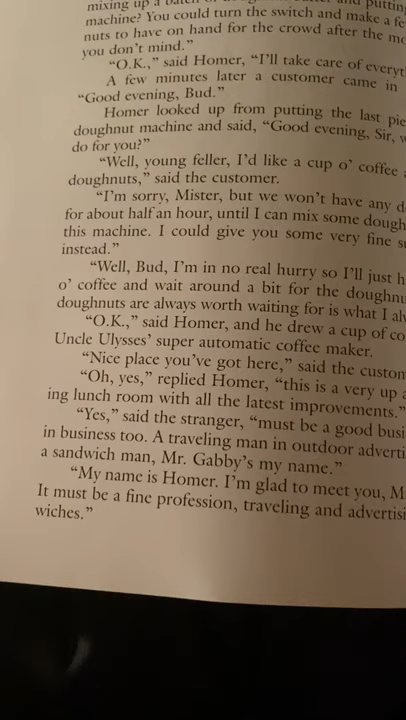 mixing up a batch of doughnut batter and putting
machine? You could turn the switch and make a fe
nuts to have on hand for the crowd after the mo
you don't mind."
"O.K.," said Homer, "I'll take care of everyt
A few minutes later a customer came in
"Good evening, Bud."
Homer looked up from putting the last pie
doughnut machine and said, "Good evening, Sir, w
do for you?"
"Well, young feller, I'd like a cup o' coffee a
doughnuts," said the customer.
"I'm sorry, Mister, but we won't have any d
for about half an hour, until I can mix some dough
this machine. I could give you some very fine s
instead."
"Well, Bud, I'm in no real hurry so I'll just h
o' coffee and wait around a bit for the doughnu
doughnuts are always worth waiting for is what I alw
"O.K.," said Homer, and he drew a cup of co
Uncle Ulysses' super automatic coffee maker.
"Nice place you've got here," said the custom
"Oh, yes," replied Homer, "this is a very up a
ing lunch room with all the latest improvements."
"Yes," said the stranger, "must be a good busi
in business too. A traveling man in outdoor adverti
a sandwich man, Mr. Gabby's my name."
"My name is Homer. I'm glad to meet you, M
It must be a fine profession, traveling and advertisi
wiches."